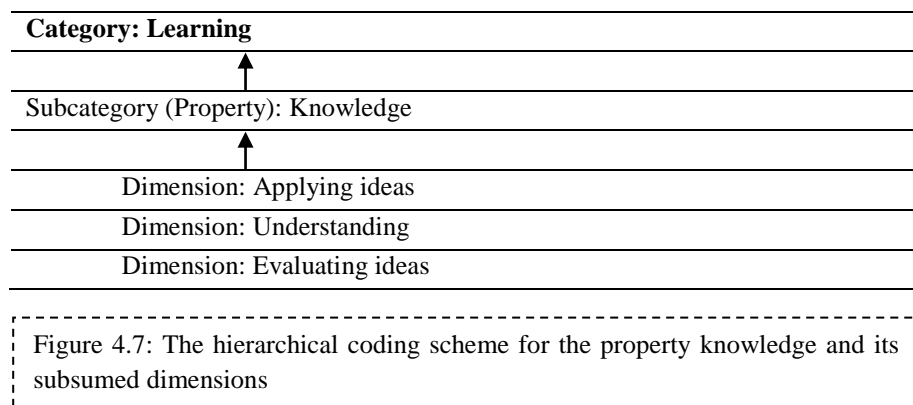 Category: Learning
Subcategory (Property): Knowledge
Dimension: Applying ideas
Dimension: Understanding
Dimension: Evaluating ideas
Figure 4.7: The hierarchical coding scheme for the property knowledge and its
subsumed dimensions